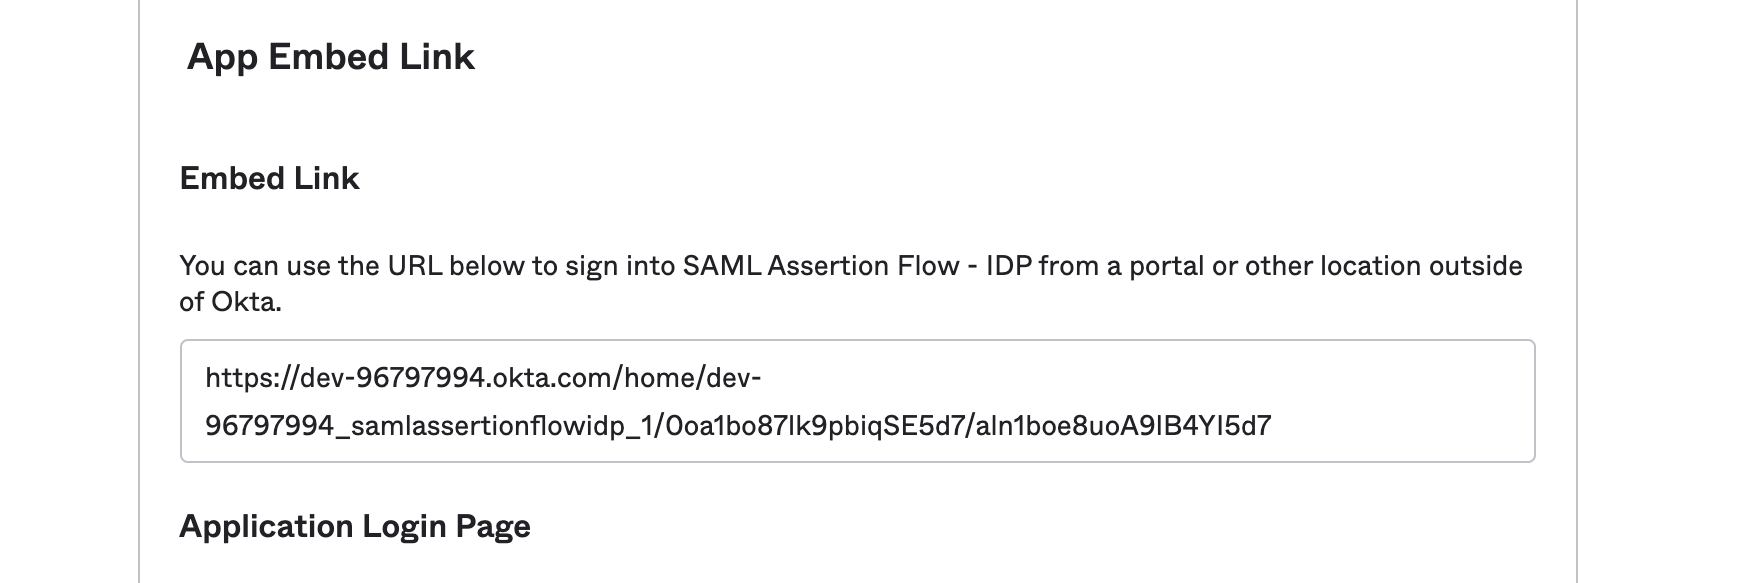 App Embed Link
Embed Link
You can use the URL below to sign into SAML Assertion Flow - IDP from a portal or other location outside
of Okta.
https://dev-96797994.okta.com/home/dev-
96797994_samlassertionflowidp_1/0oa1bo87lk9pbiqSE5d7/aln1boe8uoA9lB4YI5d7
Application Login Page